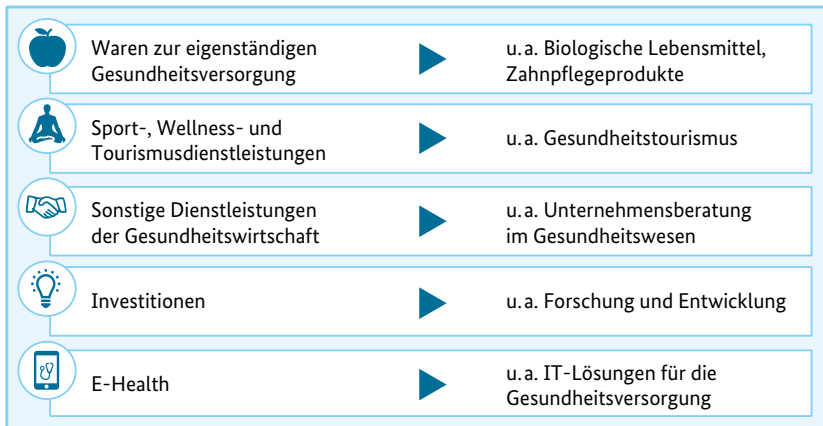 Waren zur eigenständigen
Gesundheitsversorgung
u. a. Biologische Lebensmittel,
Zahnpflegeprodukte
Sport-, Wellness- und
Tourismusdienstleistungen
u. a. Gesundheitstourismus
Sonstige Dienstleistungen
der Gesundheitswirtschaft
u. a. Unternehmensberatung
im Gesundheitswesen
Investitionen
u. a. Forschung und Entwicklung
E-Health
u. a. IT-Lösungen für die
Gesundheitsversorgung